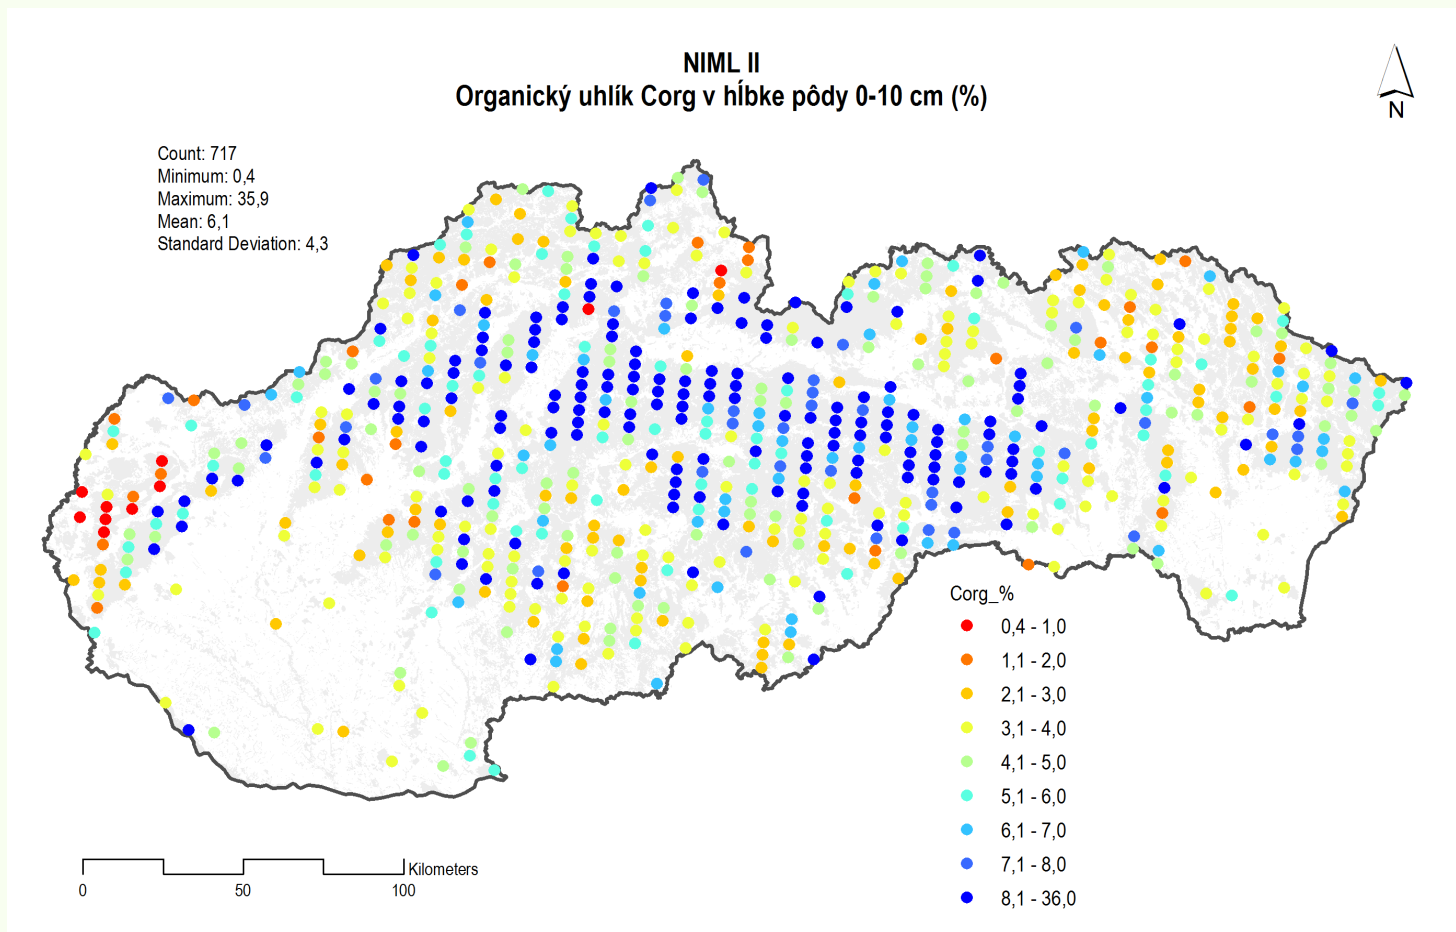 NIML II
Organický uhlík Corg v hĺbke pôdy 0-10 cm (%)
N
Count: 717
Minimum: 0,4
Maximum: 35,9
Mean: 6,1
Standard Deviation: 4,3
Corg_%
0,4 - 1,0
1,1 - 2,0
2,1 - 3,0
3,1 - 4,0
4,1 - 5,0
5,1 - 6,0
6,1 - 7,0
7,1 - 8,0
8,1 - 36,0
Kilometers
0 50 100